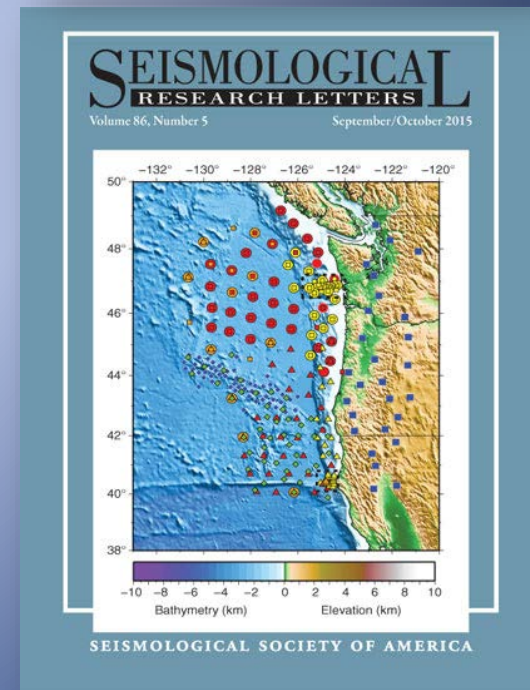 SEISMOLOGICAL
RESEARCH LETTERS
Volume 86, Number 5 September/October 2015
−132° −130° −128° −126° −124° −122° −120°
50°
48°
46°
44°
42°
40°
38°
−10 −8 −6 −4 −2 0 2 4 6 8 10
Bathymetry (km) Elevation (km)
SEISMOLOGICAL SOCIETY OF AMERICA